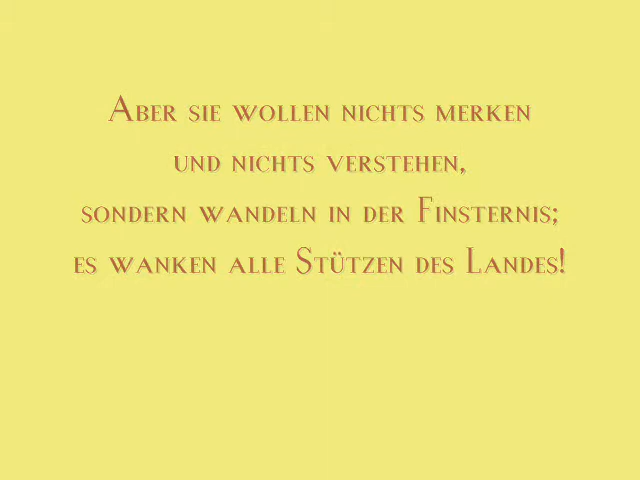 Aber sie wollen nichts merken
und nichts verstehen,
sondern wandeln in der Finsternis;
es wanken alle Stützen des Landes!